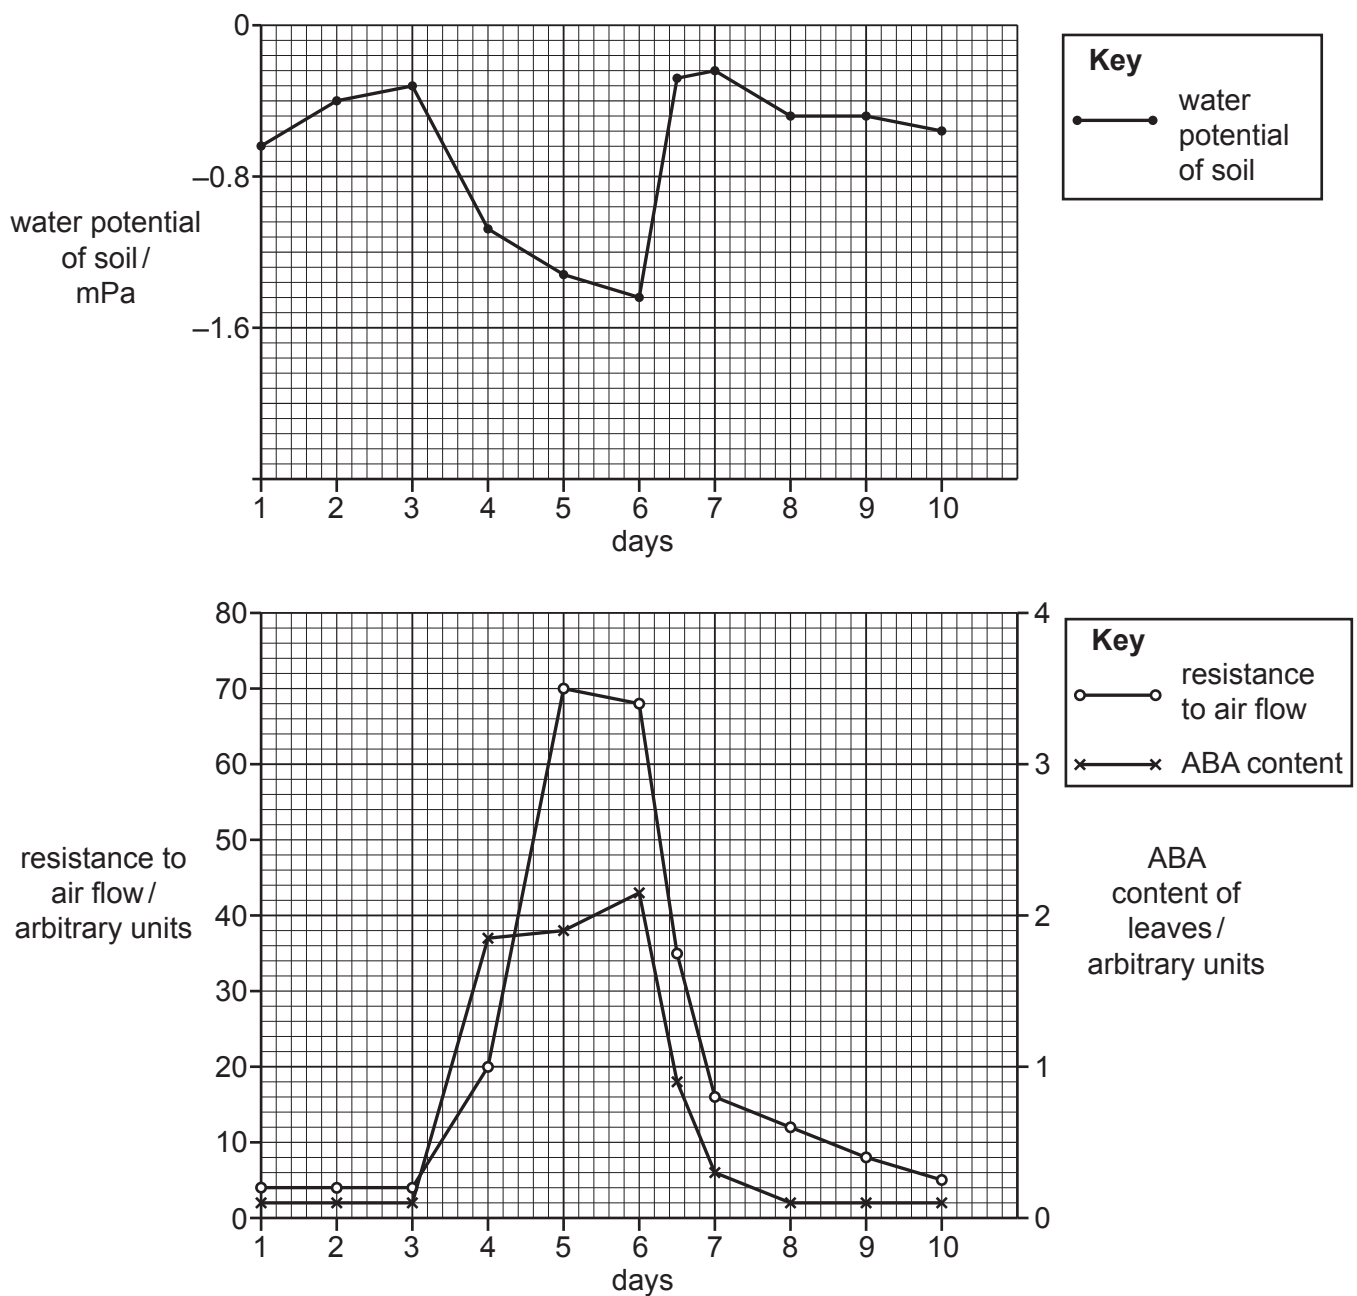 0
–0.8
–1.6
water potential
of soil /
mPa
1 2 3 4 5 6 7 8 9 10
days
Key
water
potential
of soil
80
70
60
50
40
30
20
10
0
resistance to
air flow /
arbitrary units
1 2 3 4 5 6 7 8 9 10
days
4
3
2
1
0
Key
resistance
to air flow
ABA content
ABA
content of
leaves /
arbitrary units